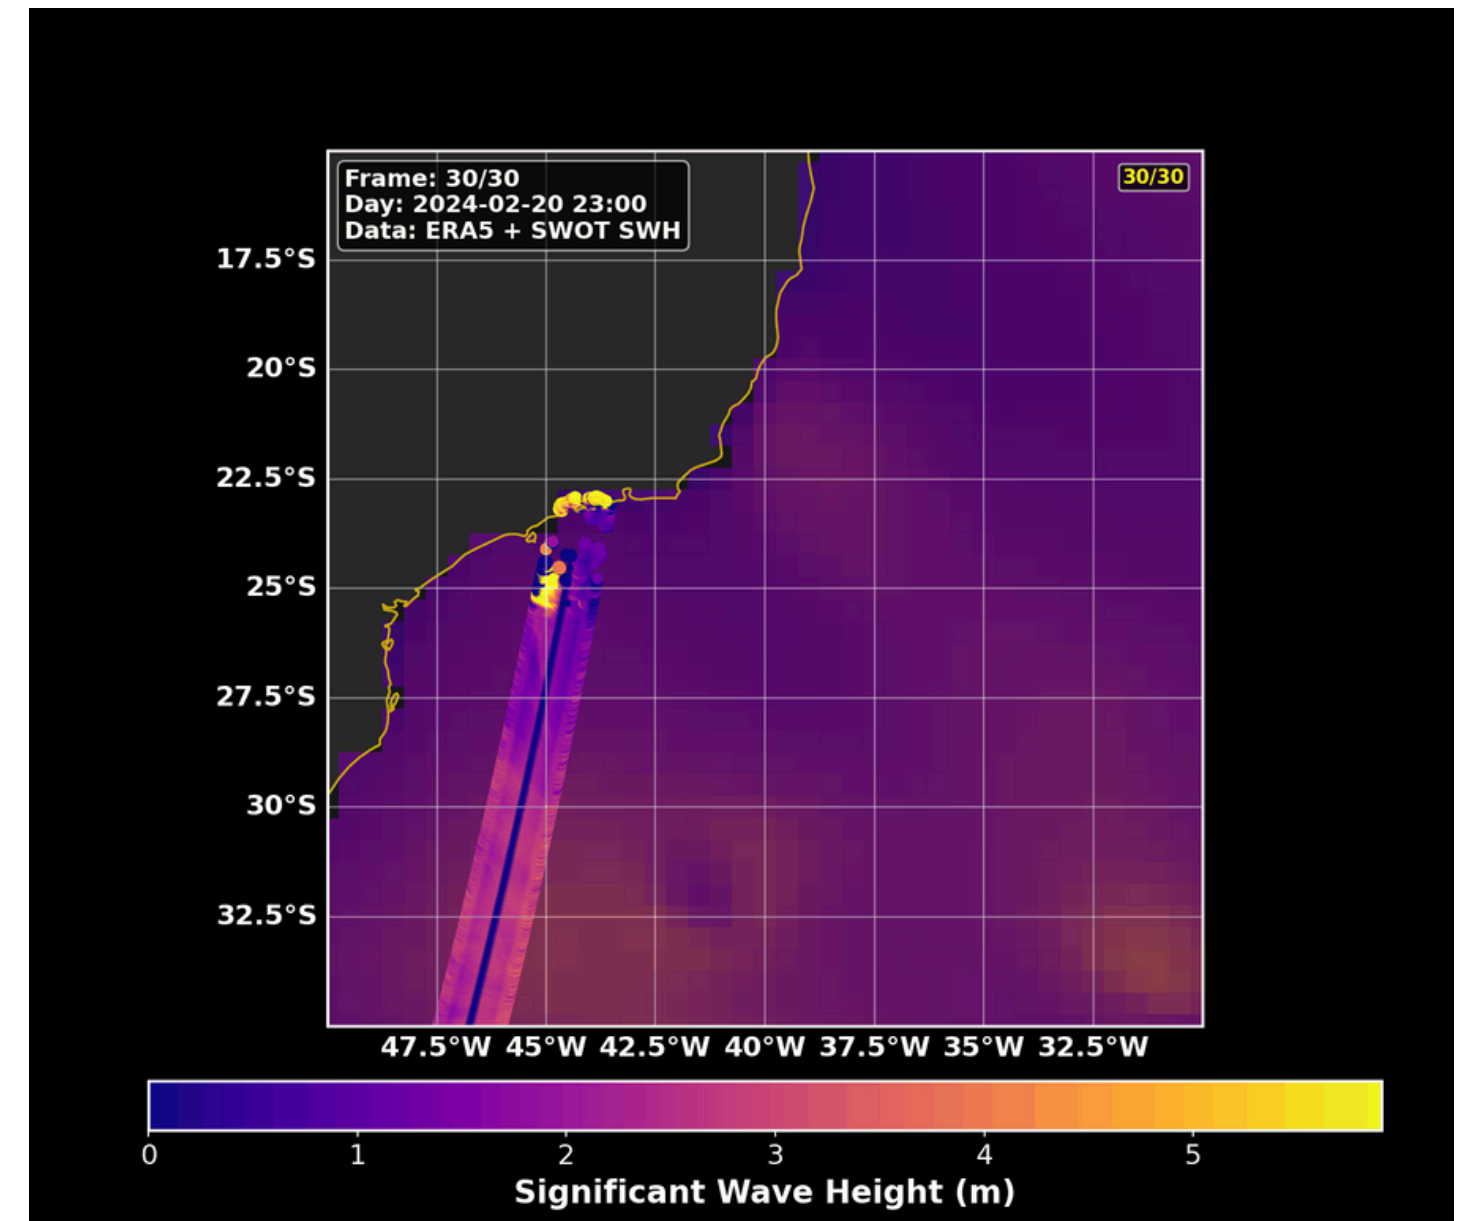 Frame: 30/30
Day: 2024-02-20 23:00
Data: ERA5 + SWOT SWH
30/30
17.5°S
20°S
22.5°S
25°S
27.5°S
30°S
32.5°S
47.5°W 45°W 42.5°W 40°W 37.5°W 35°W 32.5°W
0 1 2 3 4 5
Significant Wave Height (m)